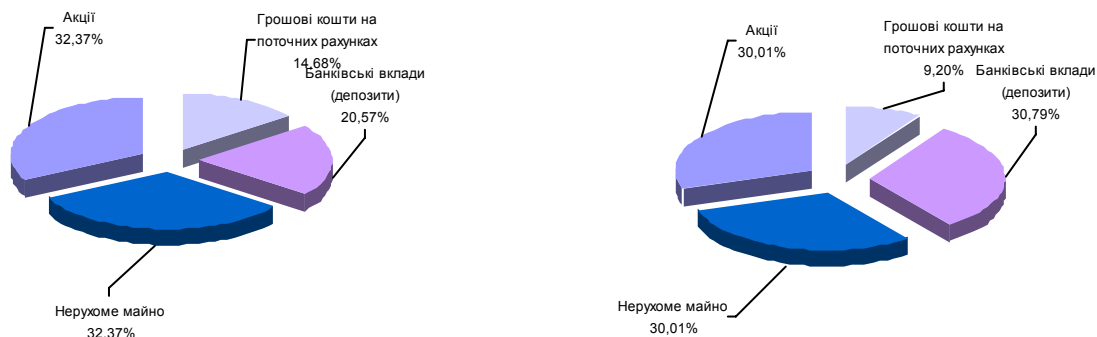 Акції
32,37%
Грошові кошти на
поточних рахунках
14,68%
Банківські вклади
(депозити)
20,57%
Нерухоме майно
32,37%
Акції
30,01%
Грошові кошти на
поточних рахунках
9,20%
Банківські вклади
(депозити)
30,79%
Нерухоме майно
30,01%